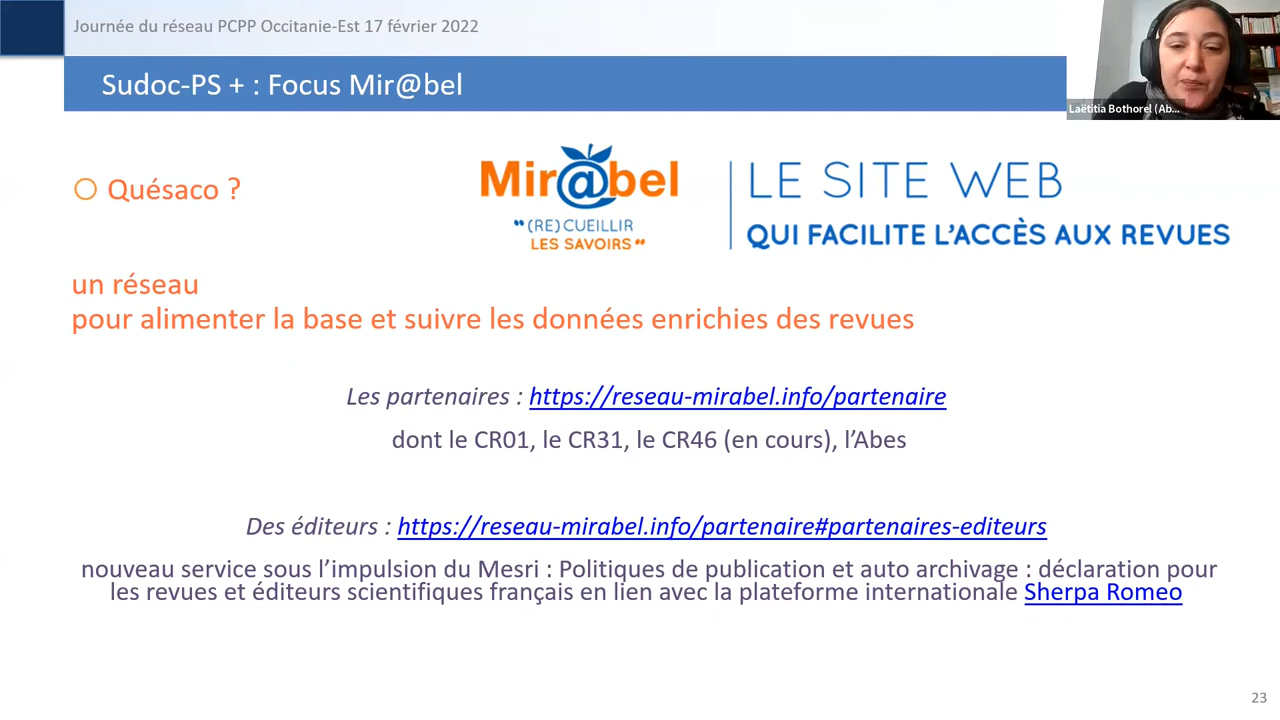 Journée du réseau PCPP Occitanie-Est 17 février 2022
Sudoc-PS + : Focus Mir@bel
Laëtitia Bothorel (Ab...
Quésaco ?
Mir@bel
"(RE)CUEILLIR
LES SAVOIRS"
LE SITE WEB
QUI FACILITE L'ACCÈS AUX REVUES
un réseau
pour alimenter la base et suivre les données enrichies des revues
Les partenaires : https://reseau-mirabel.info/partenaire
dont le CR01, le CR31, le CR46 (en cours), l’Abes
Des éditeurs : https://reseau-mirabel.info/partenaire#partenaires-editeurs
nouveau service sous l’impulsion du Mesri : Politiques de publication et auto archivage : déclaration pour
les revues et éditeurs scientifiques français en lien avec la plateforme internationale Sherpa Romeo
23